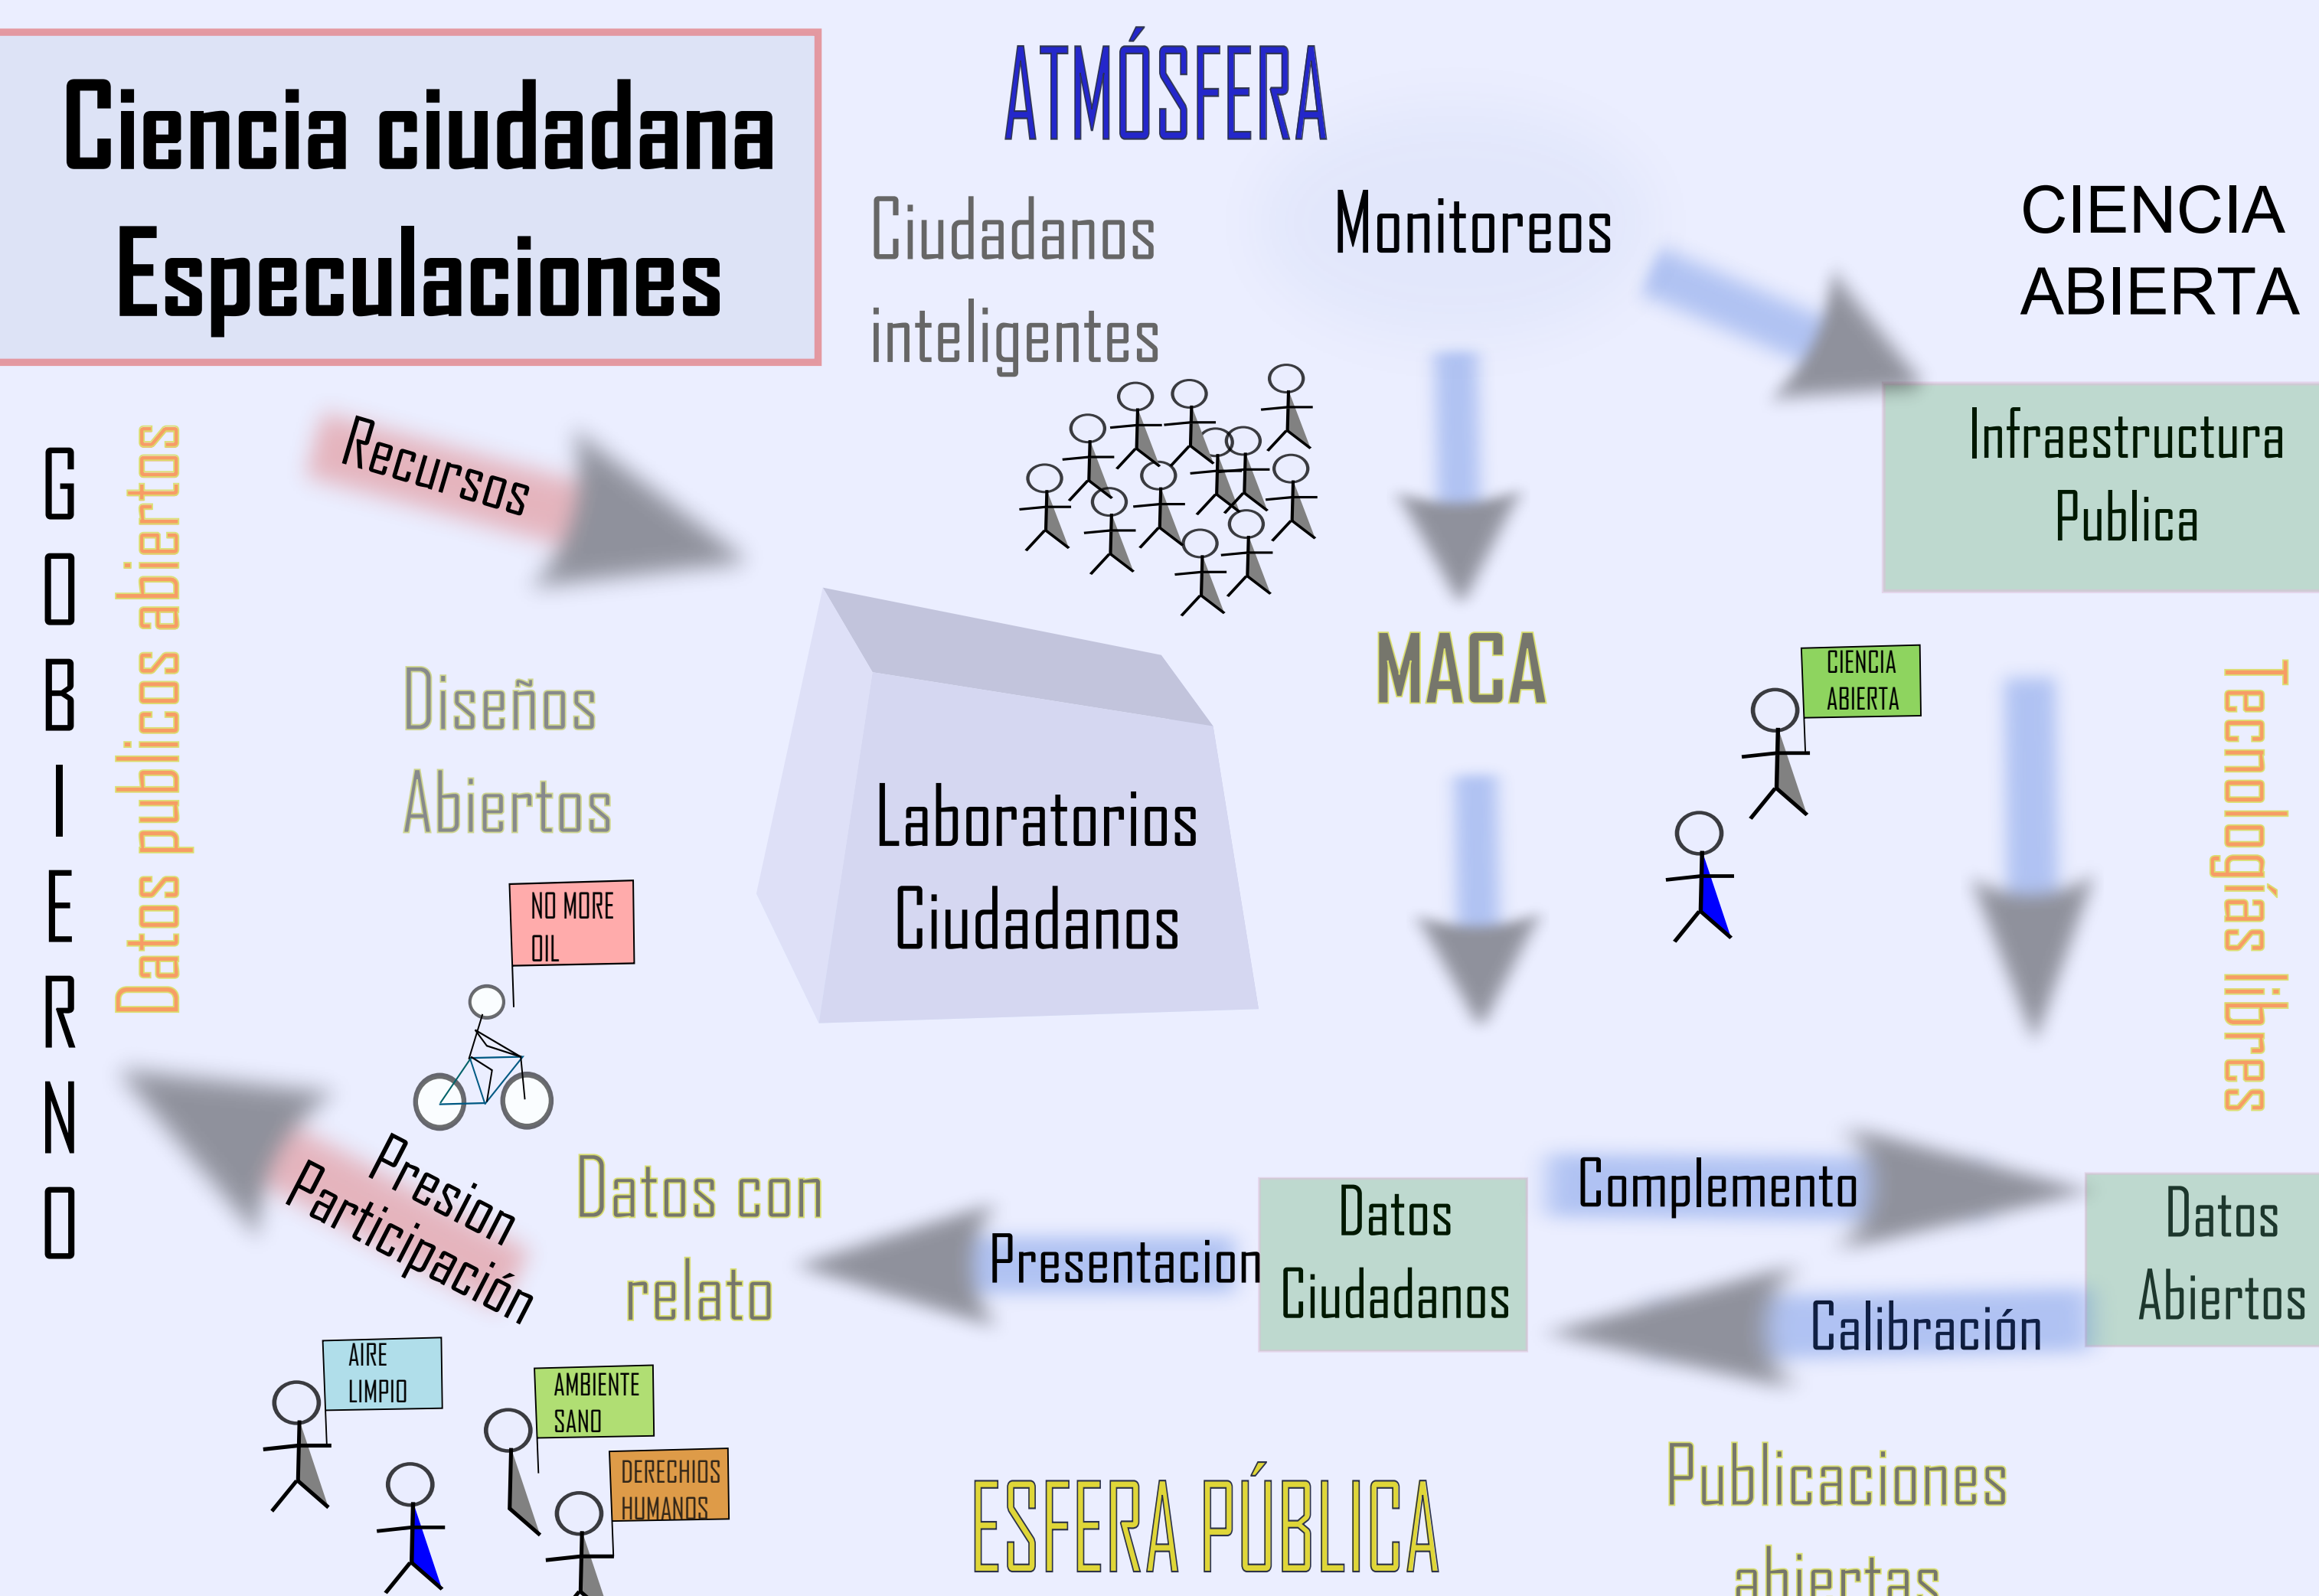 Ciencia ciudadana
Especulaciones
ATMÓSFERA
Ciudadanos
inteligentes
Monitoreos
CIENCIA
ABIERTA
Infraestructura
Publica
GOBIERNO
Datos publicos abiertos
Recursos
Diseños
Abiertos
Laboratorios
Ciudadanos
MACA
CIENCIA
ABIERTA
Tecnologías libres
NO MORE
OIL
Presion
Participación
Datos con
relato
Presentacion
Datos
Ciudadanos
Complemento
Calibración
Datos
Abiertos
AIRE
LIMPIO
AMBIENTE
SANO
DERECHIOS
HUMANOS
ESFERA PÚBLICA
Publicaciones
abiertas